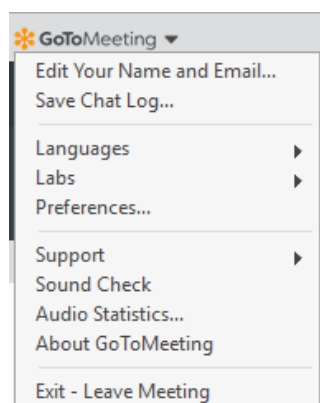 GoToMeeting
Edit Your Name and Email...
Save Chat Log...
Languages
Labs
Preferences...
Support
Sound Check
Audio Statistics...
About GoToMeeting
Exit - Leave Meeting